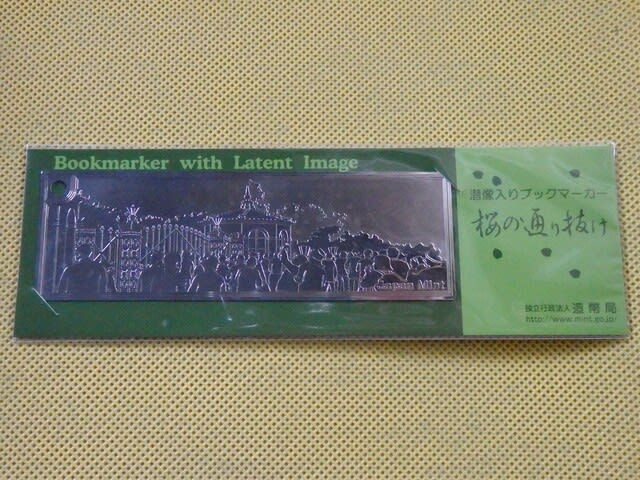 Bookmarker with Latent Image
Japan Mint
潜像入りブックマーカー
桜の通り抜け
独立行政法人 造幣局
http://www.mint.go.jp/